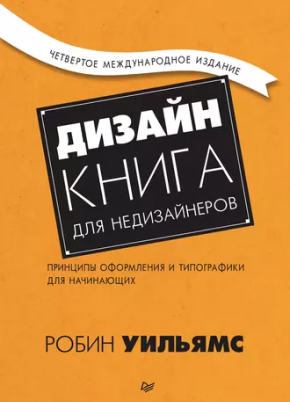 ЧЕТВЕРТОЕ МЕЖДУНАРОДНОЕ ИЗДАНИЕ
ДИЗАЙН
КНИГА
ДЛЯ НЕДИЗАЙНЕРОВ
ПРИНЦИПЫ ОФОРМЛЕНИЯ И ТИПОГРАФИКИ
ДЛЯ НАЧИНАЮЩИХ
РОБИН УИЛЬЯМС